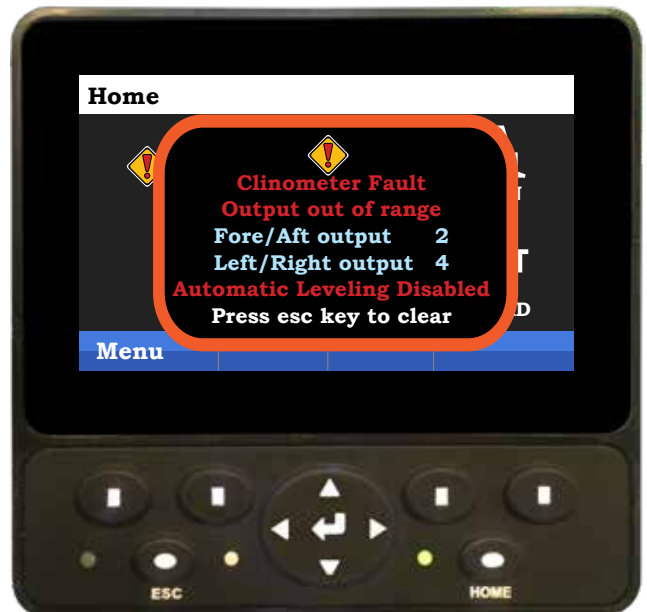 Home
Clinometer Fault
Output out of range
Fore/Aft output 2
Left/Right output 4
Automatic Leveling Disabled
Press esc key to clear
Menu
ESC
HOME